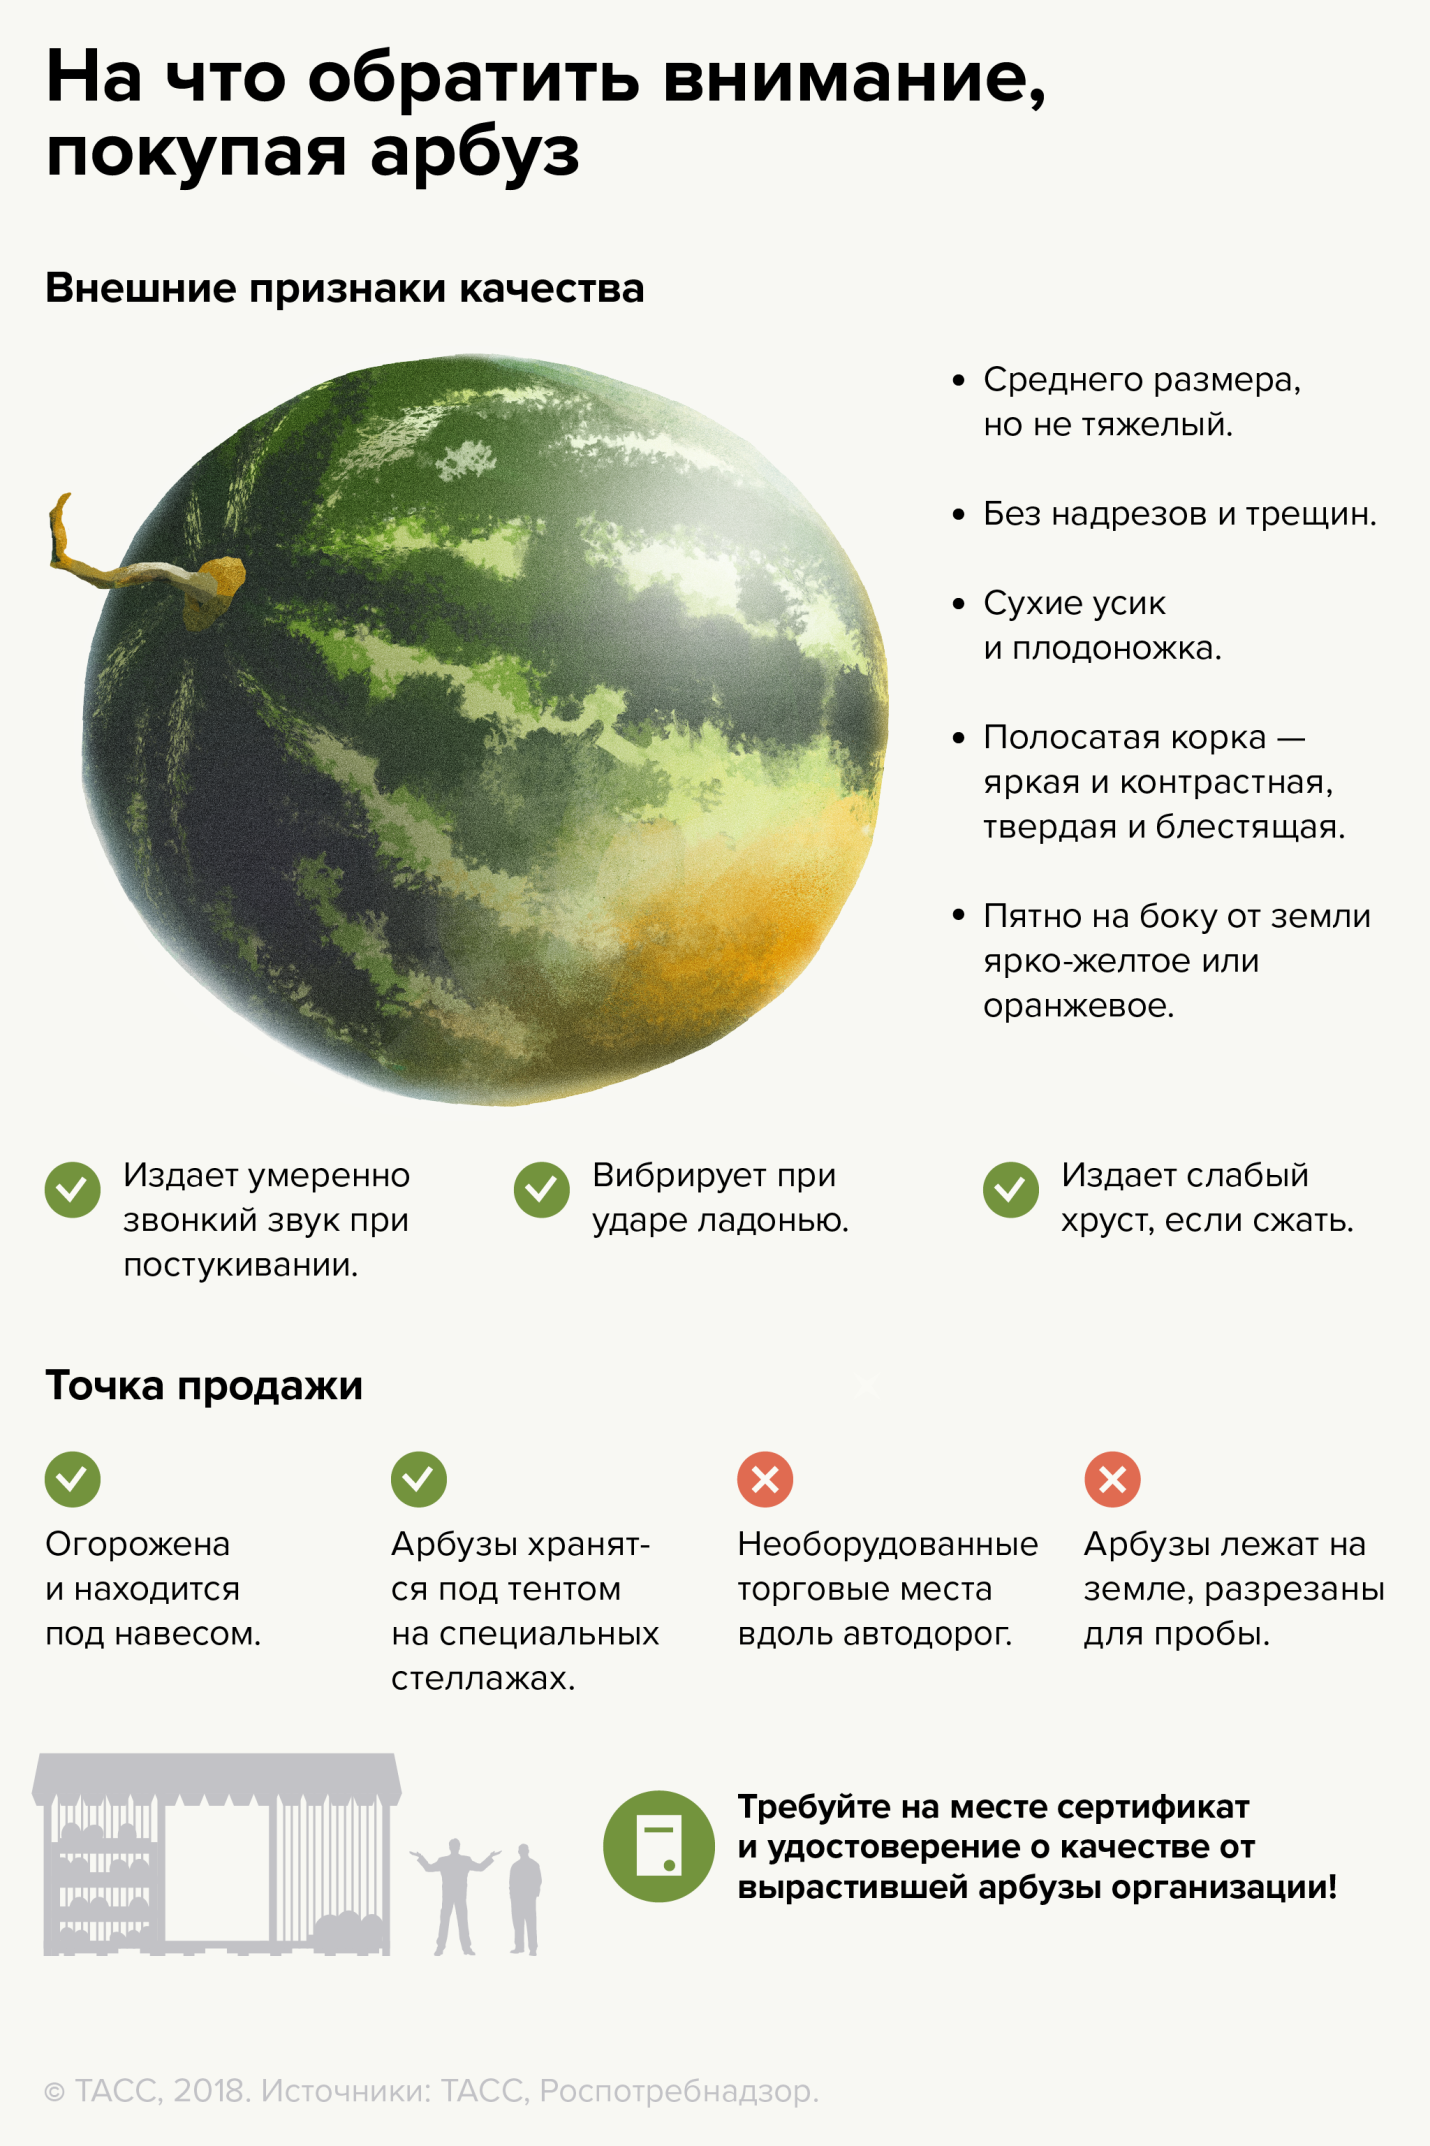 На что обратить внимание,
покупая арбуз
Внешние признаки качества
• Среднего размера,
но не тяжелый.
• Без надрезов и трещин.
• Сухие усик
и плодоножка.
• Полосатая корка —
яркая и контрастная,
твердая и блестящая.
• Пятно на боку от земли
ярко-желтое или
оранжевое.
Издает умеренно
звонкий звук при
постукивании.
Вибрирует при
ударе ладонью.
Издает слабый
хруст, если сжать.
Точка продажи
Огорожена
и находится
под навесом.
Арбузы хранят-
ся под тентом
на специальных
стеллажах.
Необорудованные
торговые места
вдоль автодорог.
Арбузы лежат на
земле, разрезаны
для пробы.
Требуйте на месте сертификат
и удостоверение о качестве от
вырастившей арбузы организации!
© ТАСС, 2018. Источники: ТАСС, Роспотребнадзор.